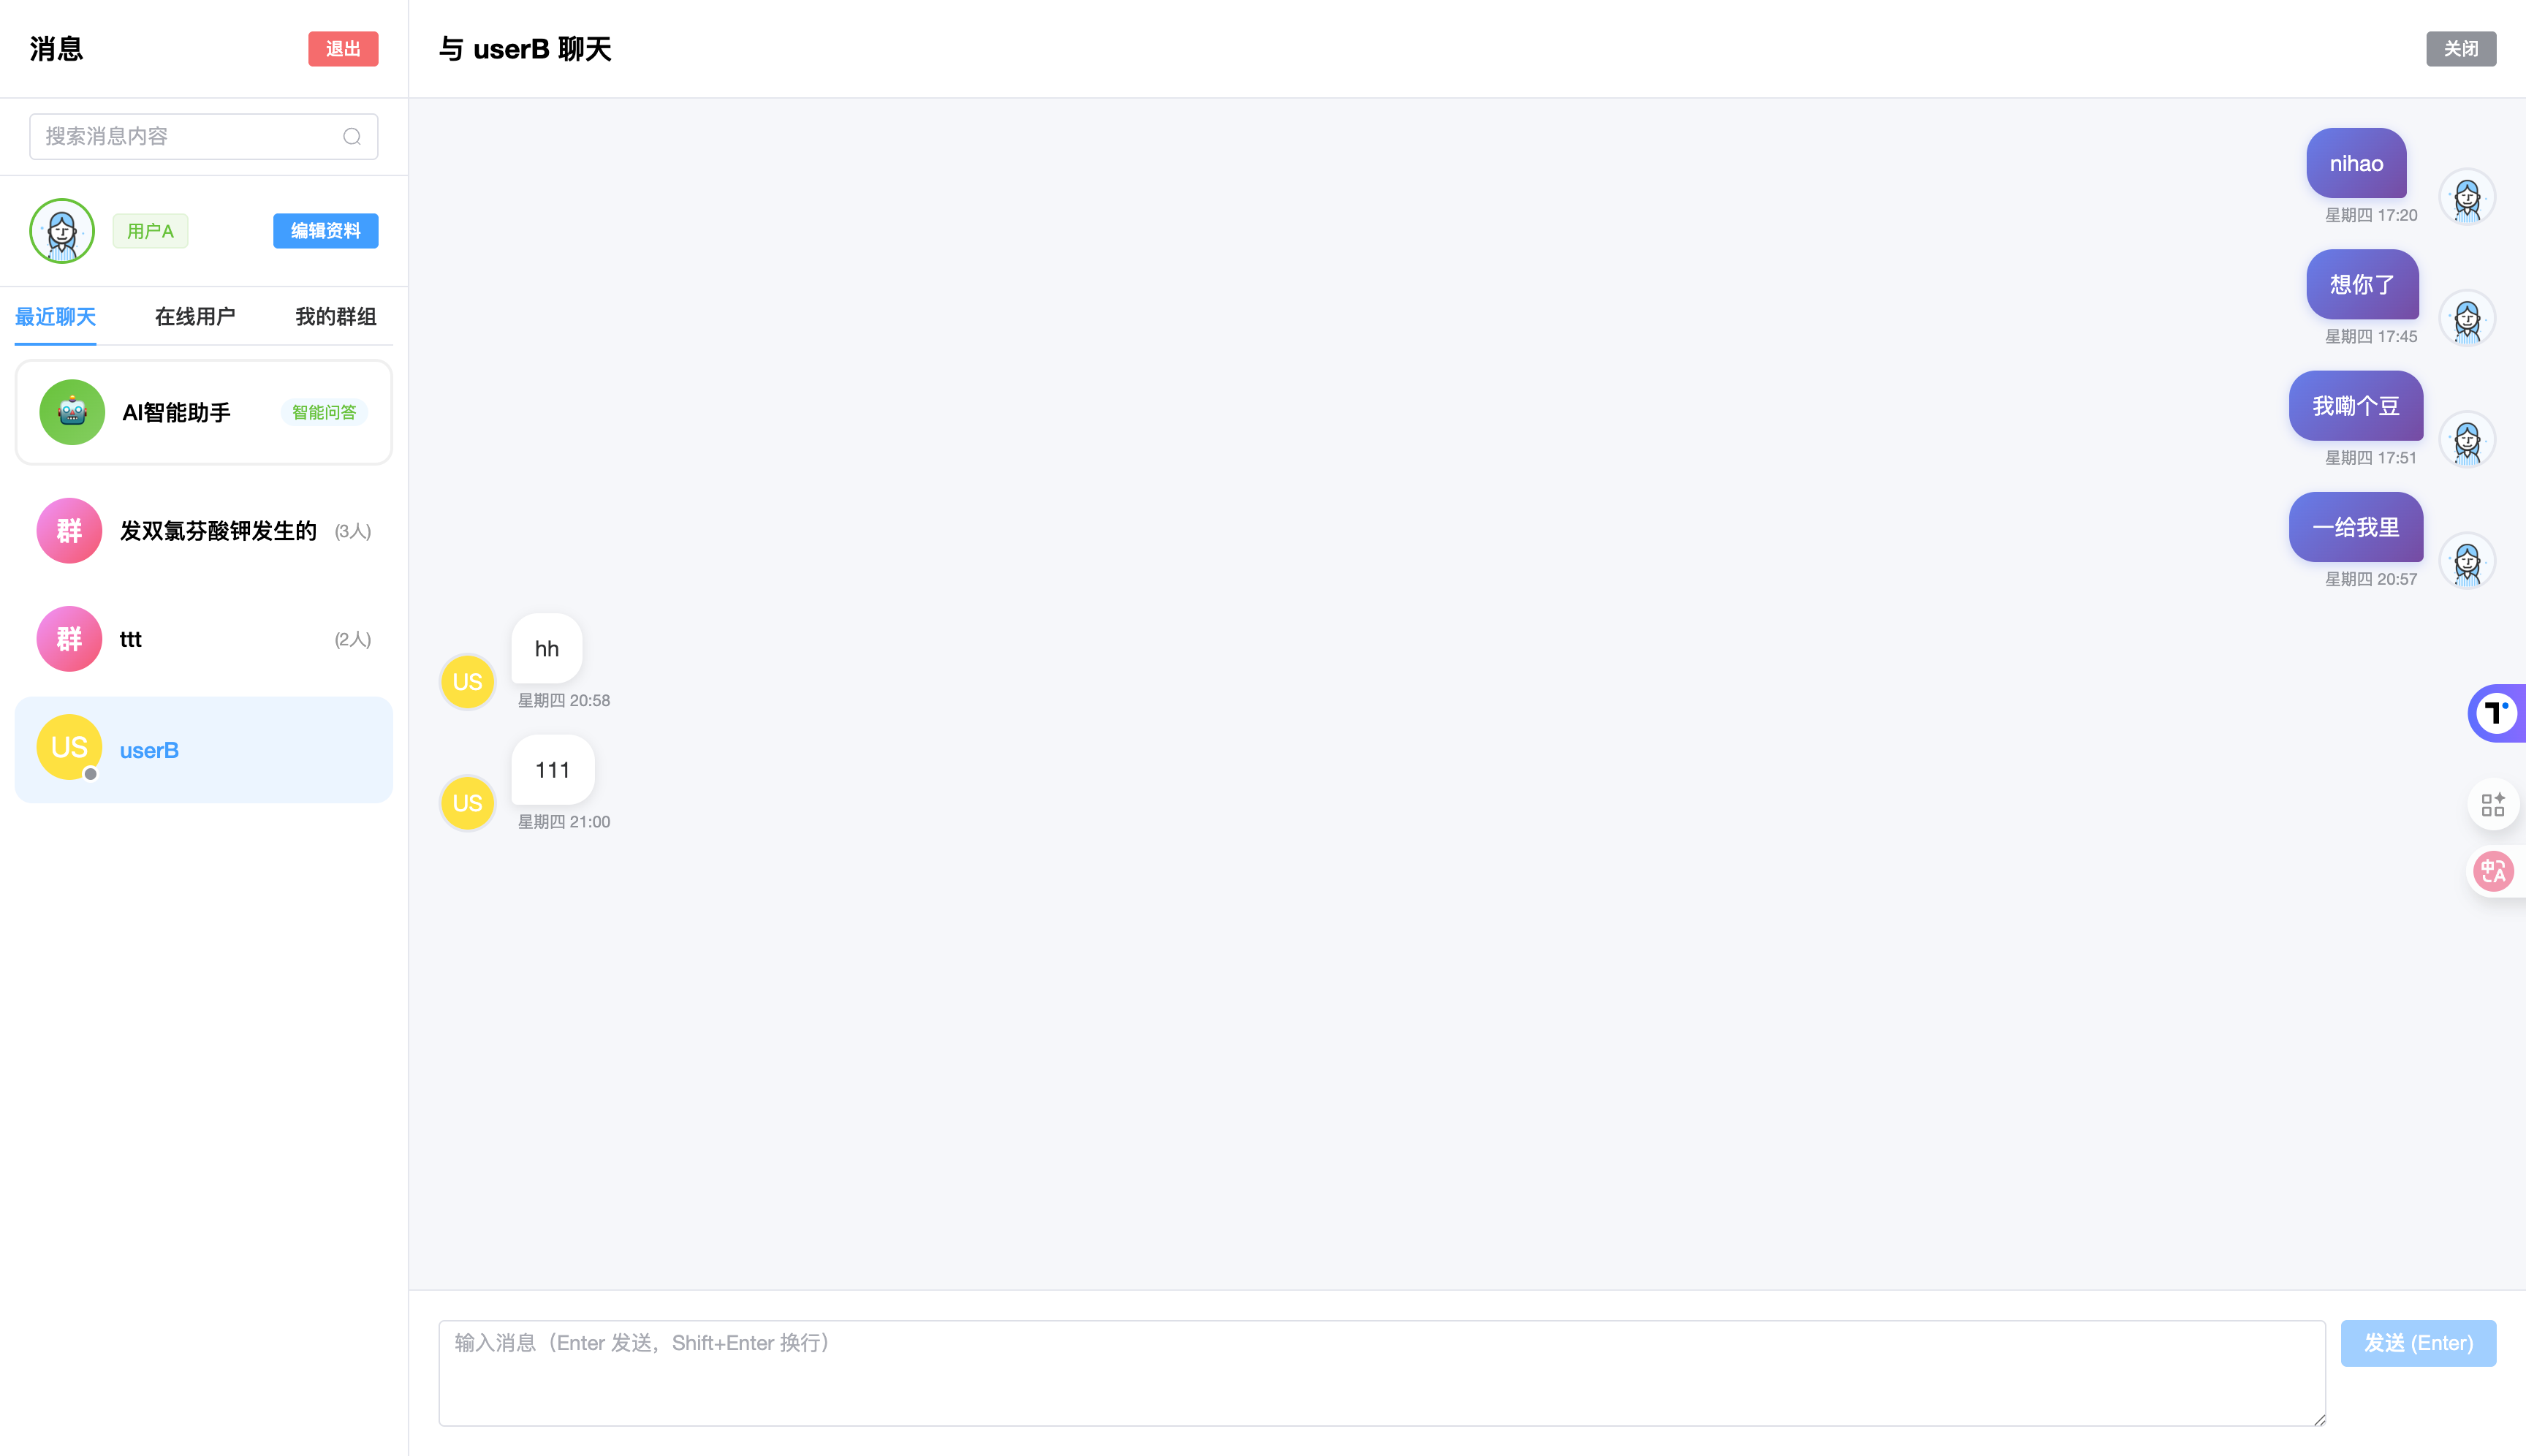 消息
退出
搜索消息内容
用户A
编辑资料
最近聊天
在线用户
我的群组
AI智能助手
智能问答
群
发双氯芬酸钾发生的
(3人)
群
ttt
(2人)
US
userB
与 userB 聊天
关闭
nihao
星期四 17:20
想你了
星期四 17:45
我嘞个豆
星期四 17:51
一给我里
星期四 20:57
hh
US
星期四 20:58
111
US
星期四 21:00
T
中A
输入消息（Enter 发送，Shift+Enter 换行）
发送 (Enter)